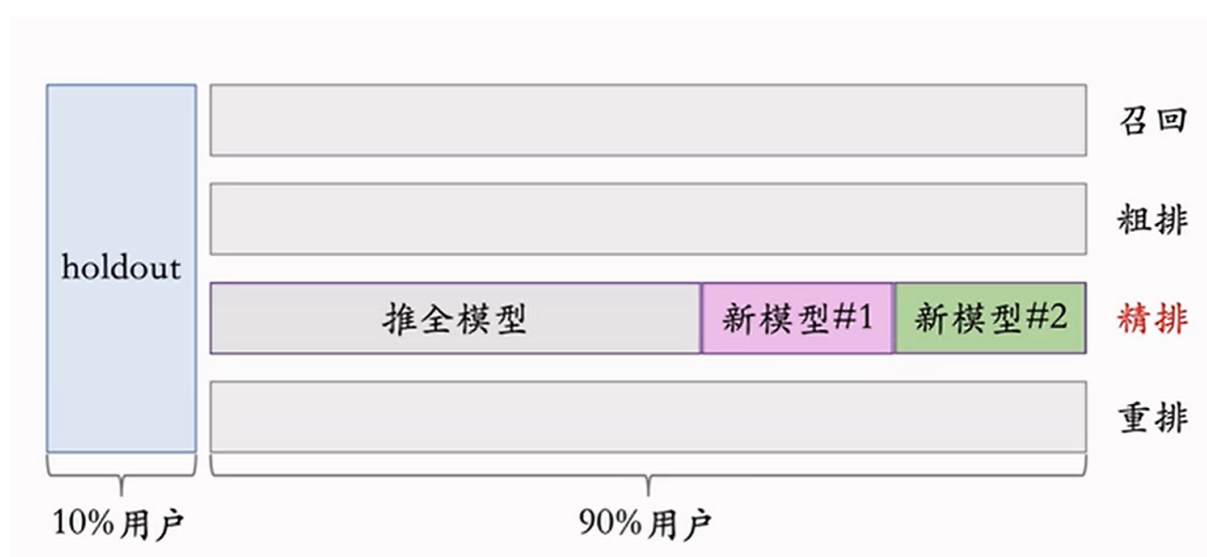 召回
粗排
holdout
推全模型 新模型#1 新模型#2 精排
重排
10%用户 90%用户